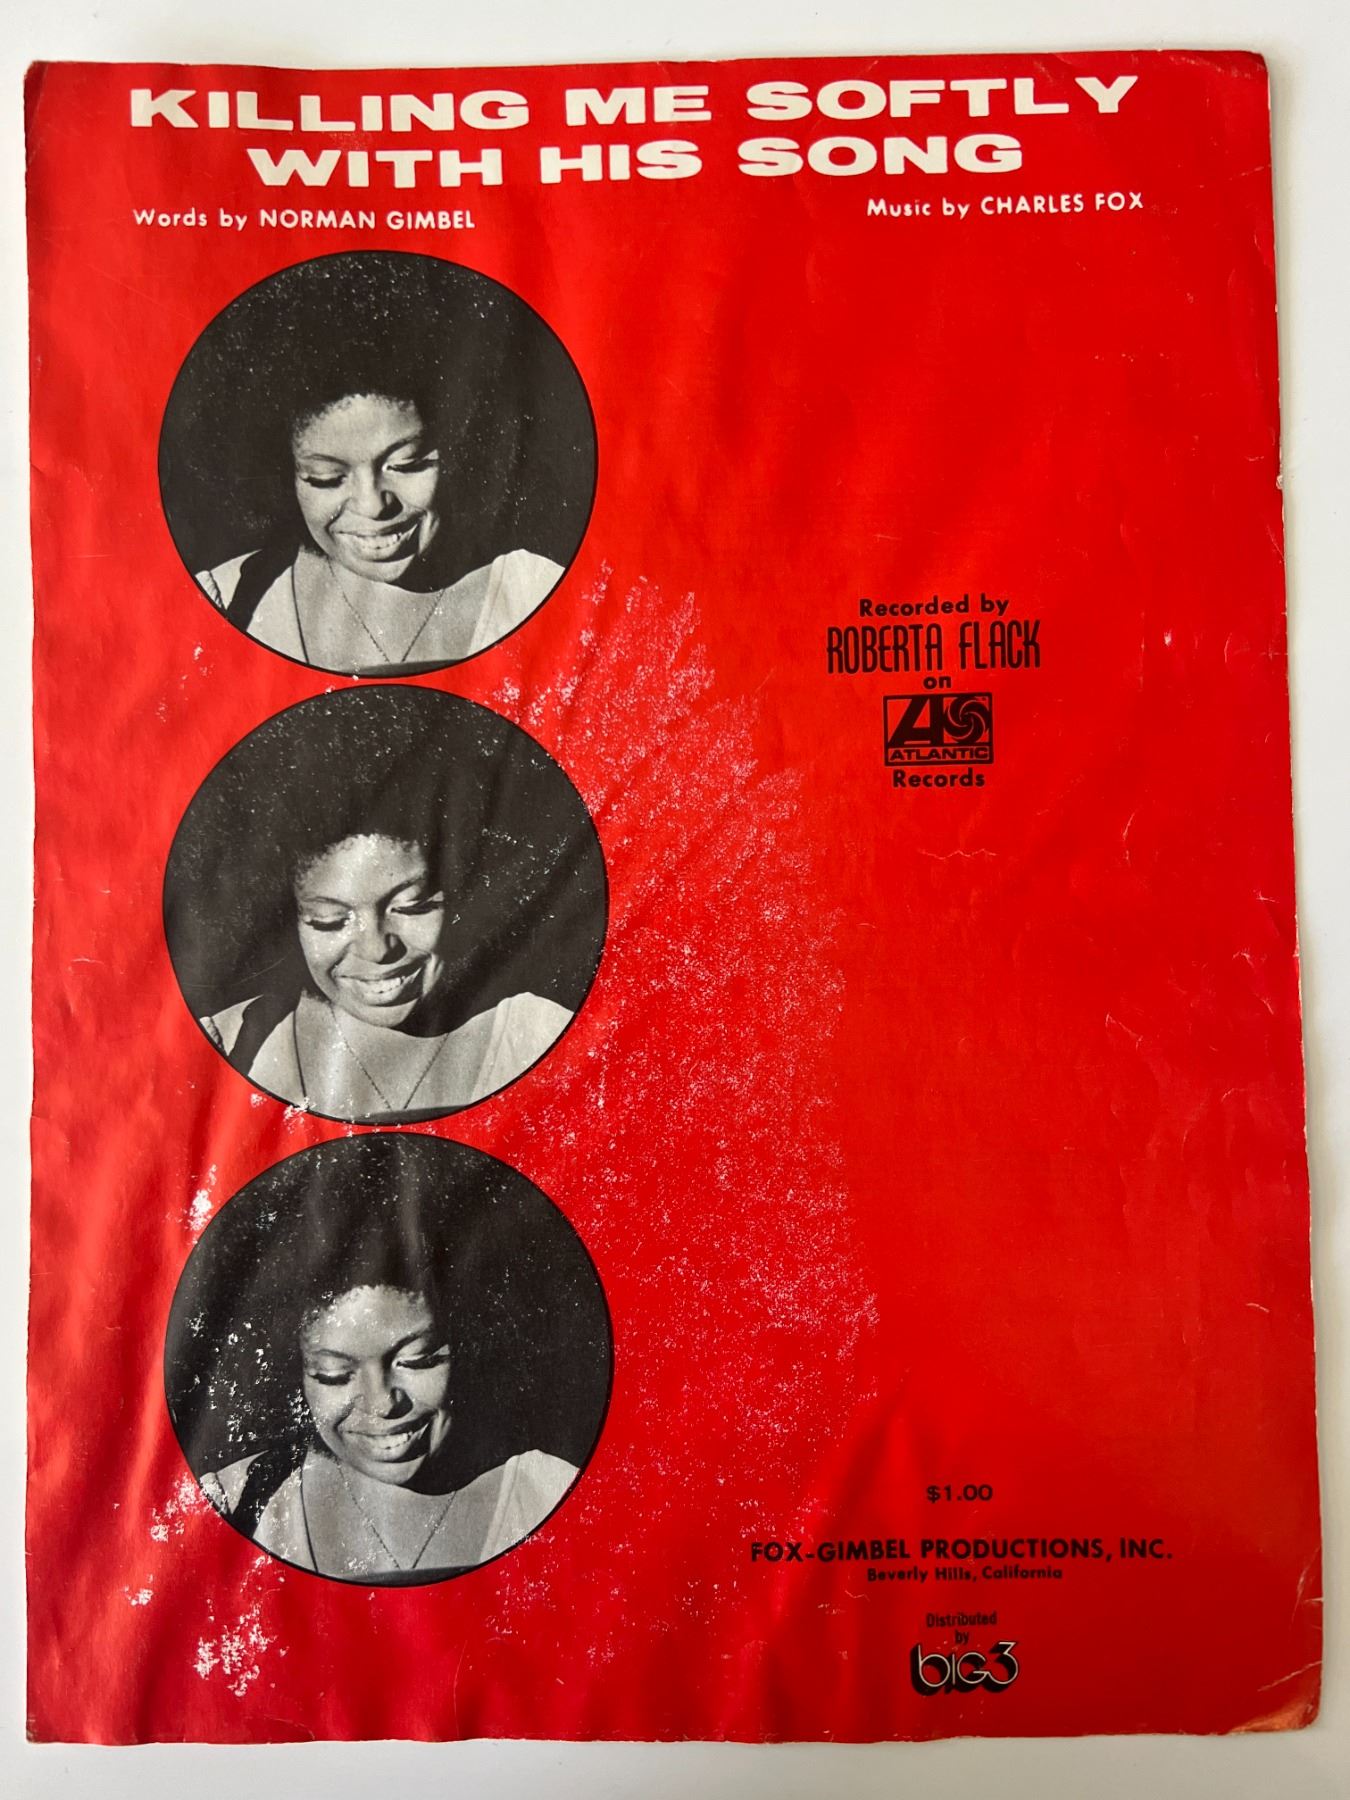 KILLING ME SOFTLY
WITH HIS SONG
Words by NORMAN GIMBEL
Music by CHARLES FOX
Recorded by
ROBERTA FLACK
on
ATLANTIC
Records
$1.00
FOX-GIMBEL PRODUCTIONS, INC.
Beverly Hills, California
Distributed
by
BIG3